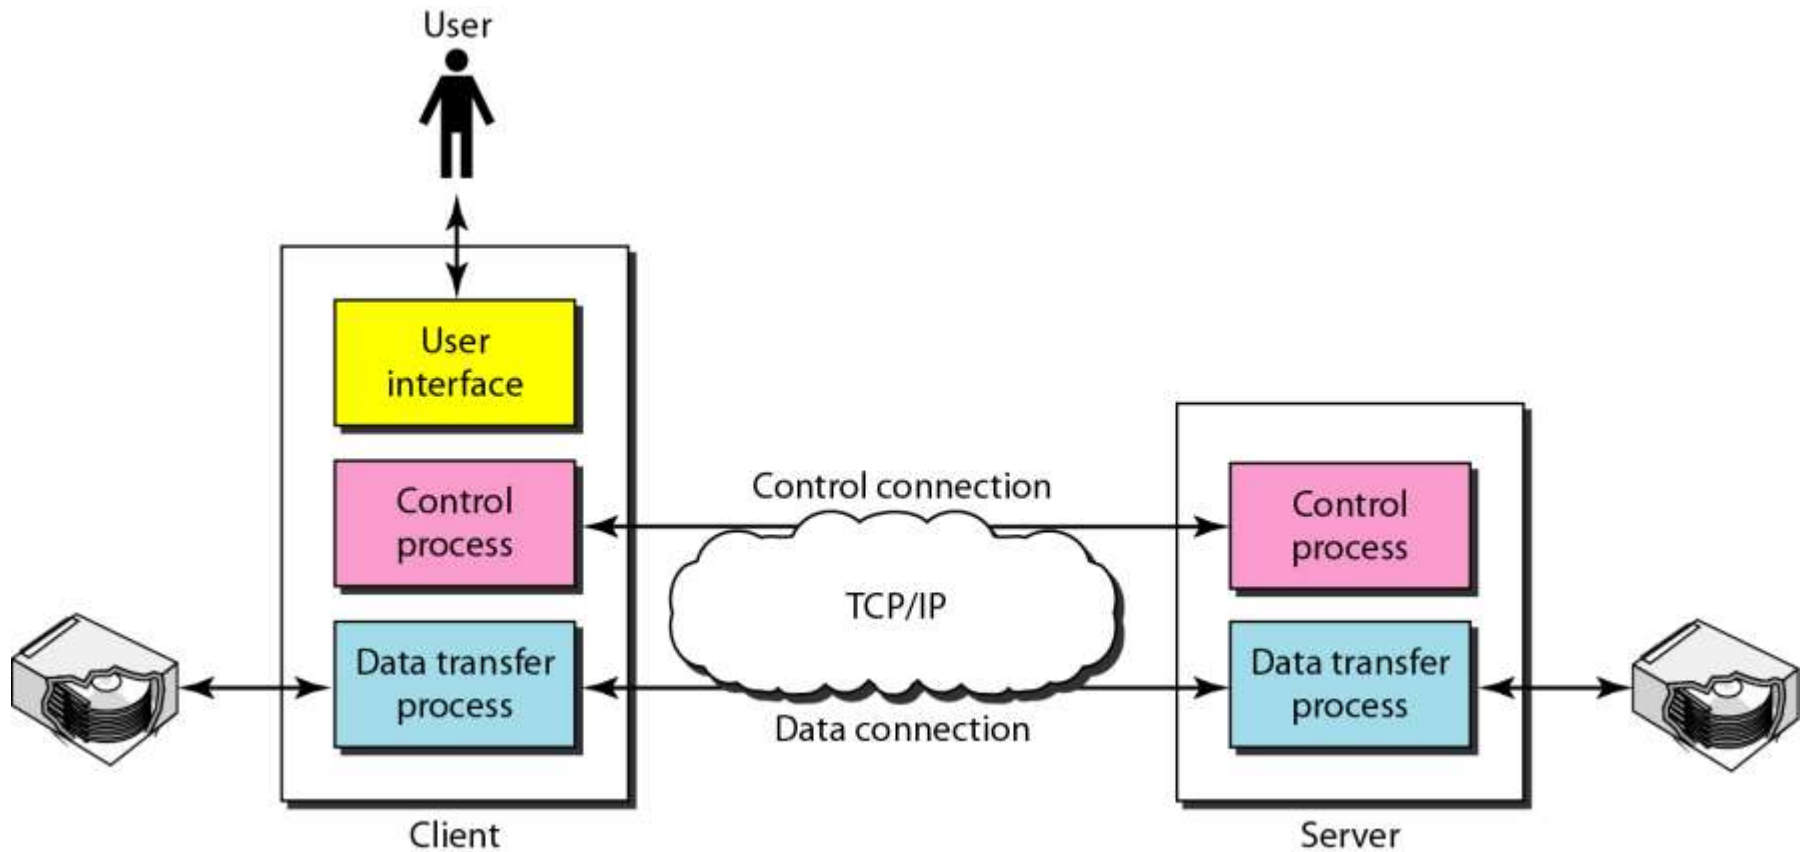 User
User
interface
Control
process
Data transfer
process
Client
Control connection
TCP/IP
Data connection
Control
process
Data transfer
process
Server